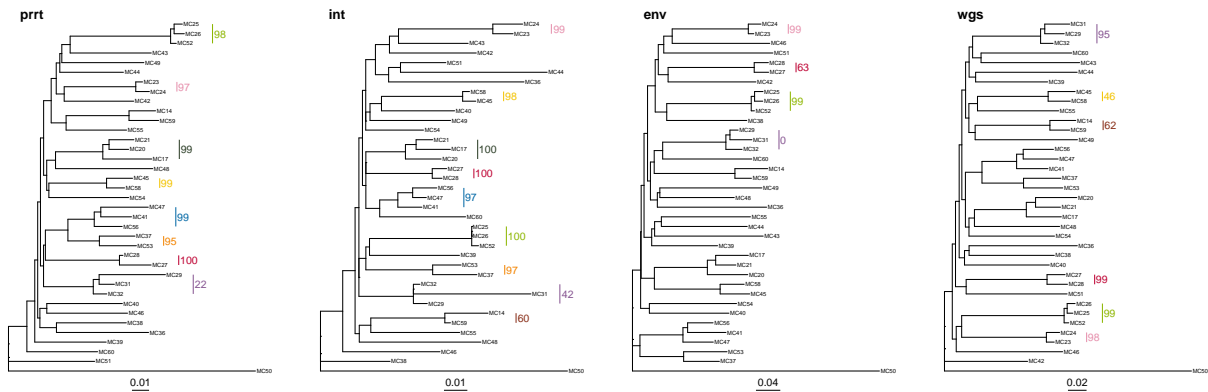 prrt
MC25
MC26
98
MC52
MC43
MC49
MC44
MC23
97
MC24
MC42
MC14
MC59
MC55
MC21
99
MC20
MC17
MC48
MC45
99
MC58
MC54
MC47
99
MC41
MC56
MC37
95
MC53
MC28
100
MC27
MC29
22
MC31
MC32
MC40
MC46
MC38
MC36
MC39
MC60
MC51
MC50
0.01
int
MC24
99
MC23
MC43
MC42
MC51
MC44
MC36
MC58
98
MC45
MC40
MC49
MC54
MC21
MC17
100
MC20
MC27
100
MC28
MC56
MC47
97
MC41
MC60
MC25
MC26
100
MC52
MC39
MC53
97
MC37
MC32
MC31
42
MC29
MC14
60
MC59
MC55
MC48
MC46
MC38
MC50
0.01
env
MC24
99
MC23
MC46
MC51
MC28
63
MC27
MC42
MC25
MC26
99
MC52
MC38
MC29
MC31
0
MC32
MC60
MC14
MC59
MC49
MC48
MC36
MC55
MC44
MC43
MC39
MC17
MC21
MC20
MC58
MC45
MC54
MC40
MC56
MC41
MC47
MC53
MC37
MC50
0.04
wgs
MC31
MC29
95
MC32
MC60
MC43
MC44
MC39
MC45
46
MC58
MC55
MC14
62
MC59
MC49
MC56
MC47
MC41
MC37
MC53
MC20
MC21
MC17
MC48
MC54
MC36
MC38
MC40
MC27
99
MC28
MC51
MC26
MC25
99
MC52
MC24
98
MC23
MC46
MC42
MC50
0.02